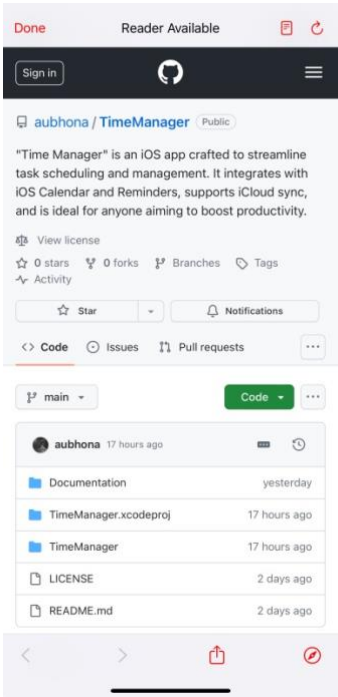 Done Reader Available
Sign in
aubhona / TimeManager Public
"Time Manager" is an iOS app crafted to streamline
task scheduling and management. It integrates with
iOS Calendar and Reminders, supports iCloud sync,
and is ideal for anyone aiming to boost productivity.
View license
0 stars 0 forks Branches Tags
Activity
Star Notifications
<> Code Issues Pull requests ...
main Code ...
aubhona 17 hours ago
Documentation yesterday
TimeManager.xcodeproj 17 hours ago
TimeManager 17 hours ago
LICENSE 2 days ago
README.md 2 days ago